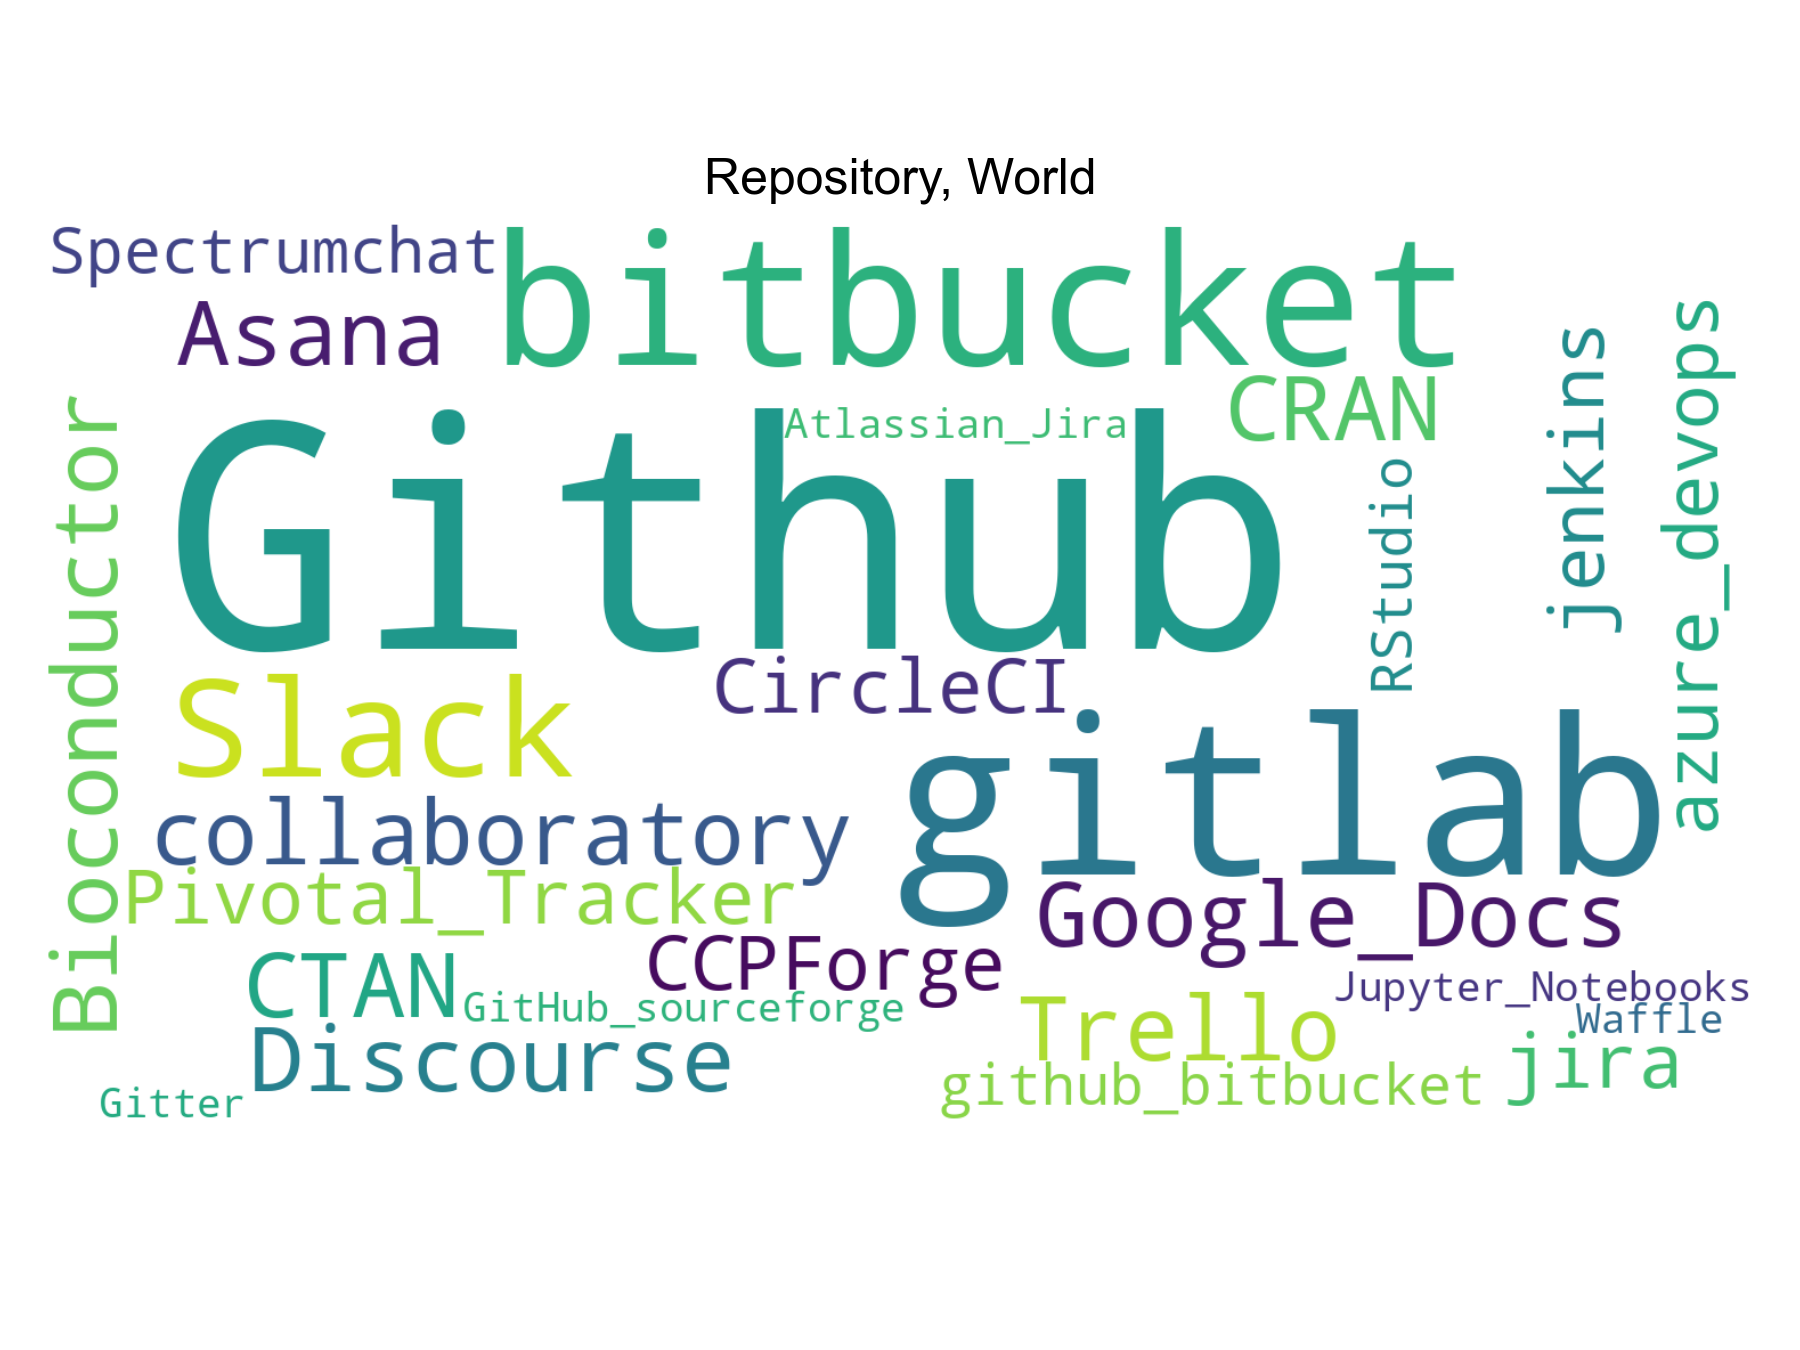 Repository, World
Spectrumchat
bitbucket
Asana
CRAN
Atlassian_Jira
Github
jenkins
azure_devops
Bioconductor
RStudio
CircleCI
Slack
gitlab
collaboratory
Pivotal_Tracker
Google_Docs
CCPForge
CTAN
GitHub_sourceforge
Jupyter_Notebooks
Trello
Waffle
Discourse
jira
github_bitbucket
Gitter